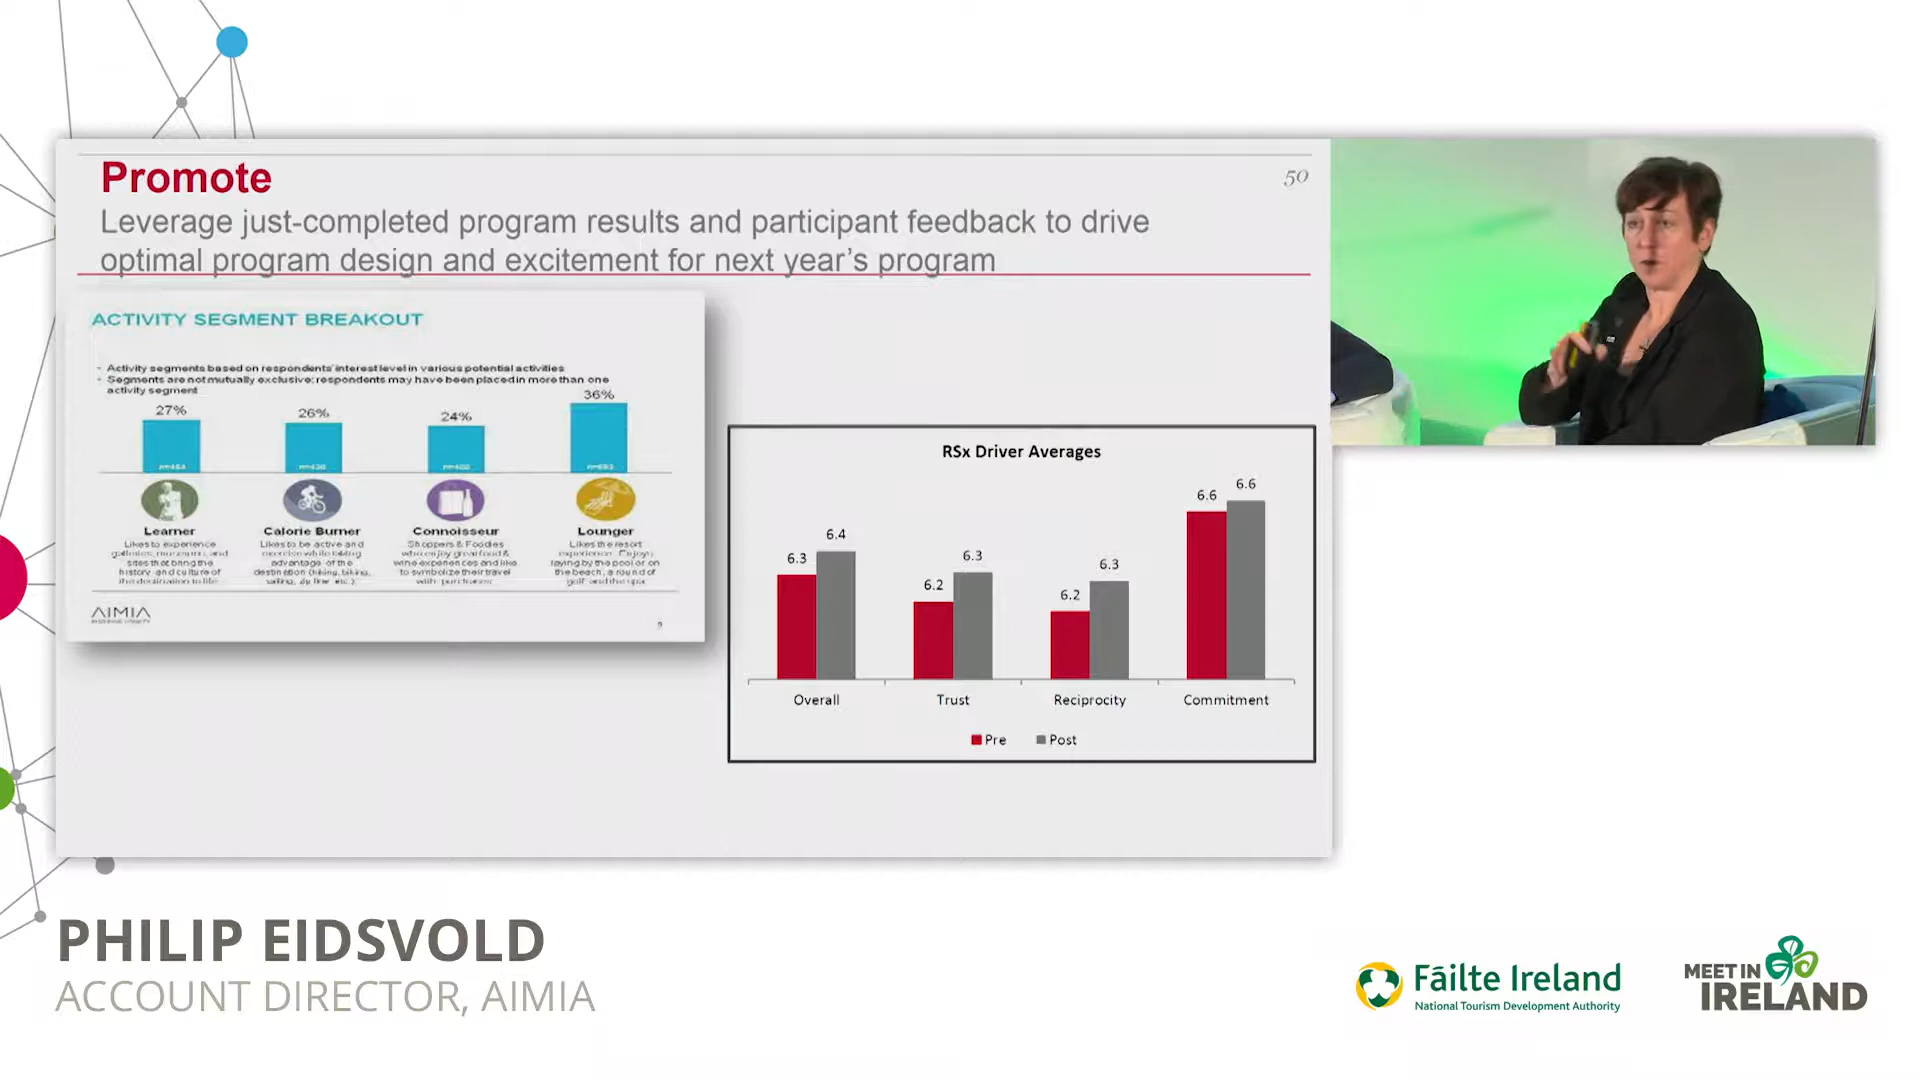 Promote
50
Leverage just-completed program results and participant feedback to drive
optimal program design and excitement for next year's program
ACTIVITY SEGMENT BREAKOUT
- Activity segments based on respondents' interest level in various potential activities
- Segments are not mutually exclusive; respondents may have been placed in more than one
activity segment
27%
26%
24%
36%
Learner
Likes to experience
galleries, museums, and
sites that bring the
history and culture of
the destination to life
Calorie Burner
Likes to be active and
exercise while taking
advantage of the
destination (hiking, biking,
sailing, zip line, etc.)
Connoisseur
Shoppers & Foodies
who enjoy great food &
wine experiences and like
to symbolize their travel
with purchases
Lounger
Likes the resort
experience. Enjoys
laying by the pool or on
the beach, a round of
golf and the spa
AIMIA
9
RSx Driver Averages
6.3
6.4
6.2
6.3
6.2
6.3
6.6
6.6
Overall
Trust
Reciprocity
Commitment
Pre
Post
PHILIP EIDSVOLD
ACCOUNT DIRECTOR, AIMIA
Fāilte Ireland
National Tourism Development Authority
MEET IN
IRELAND